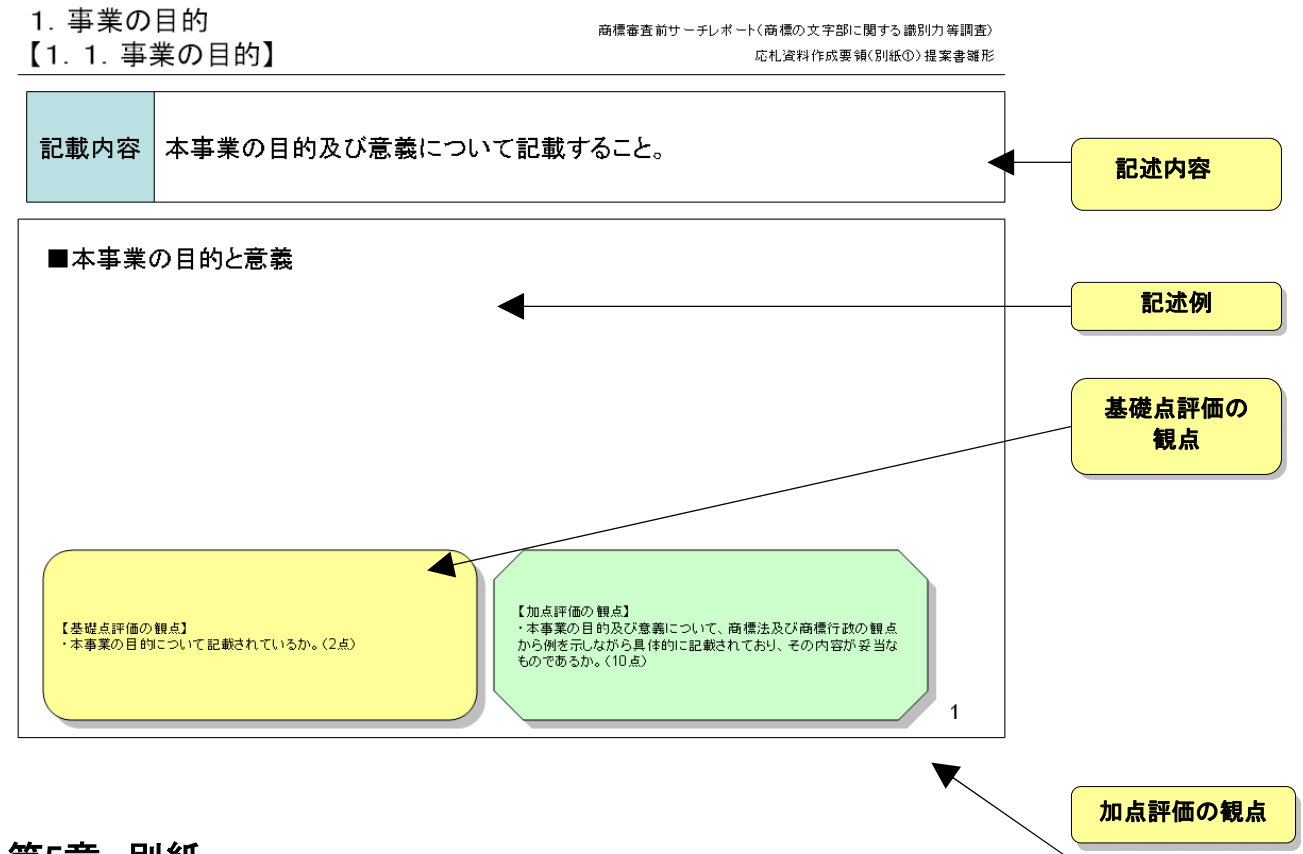 1. 事業の目的
【1. 1. 事業の目的】
商標審査前サーチレポート(商標の文字部に関する識別力等調査)
応札資料作成要領(別紙①)提案書雛形
記載内容
本事業の目的及び意義について記載すること。
記述内容
■本事業の目的と意義
記述例
基礎点評価の
観点
【基礎点評価の観点】
・本事業の目的について記載されているか。(2点)
【加点評価の観点】
・本事業の目的及び意義について、商標法及び商標行政の観点
から例を示しながら具体的に記載されており、その内容が妥当な
ものであるか。(10点)
1
加点評価の観点
第5章 別紙